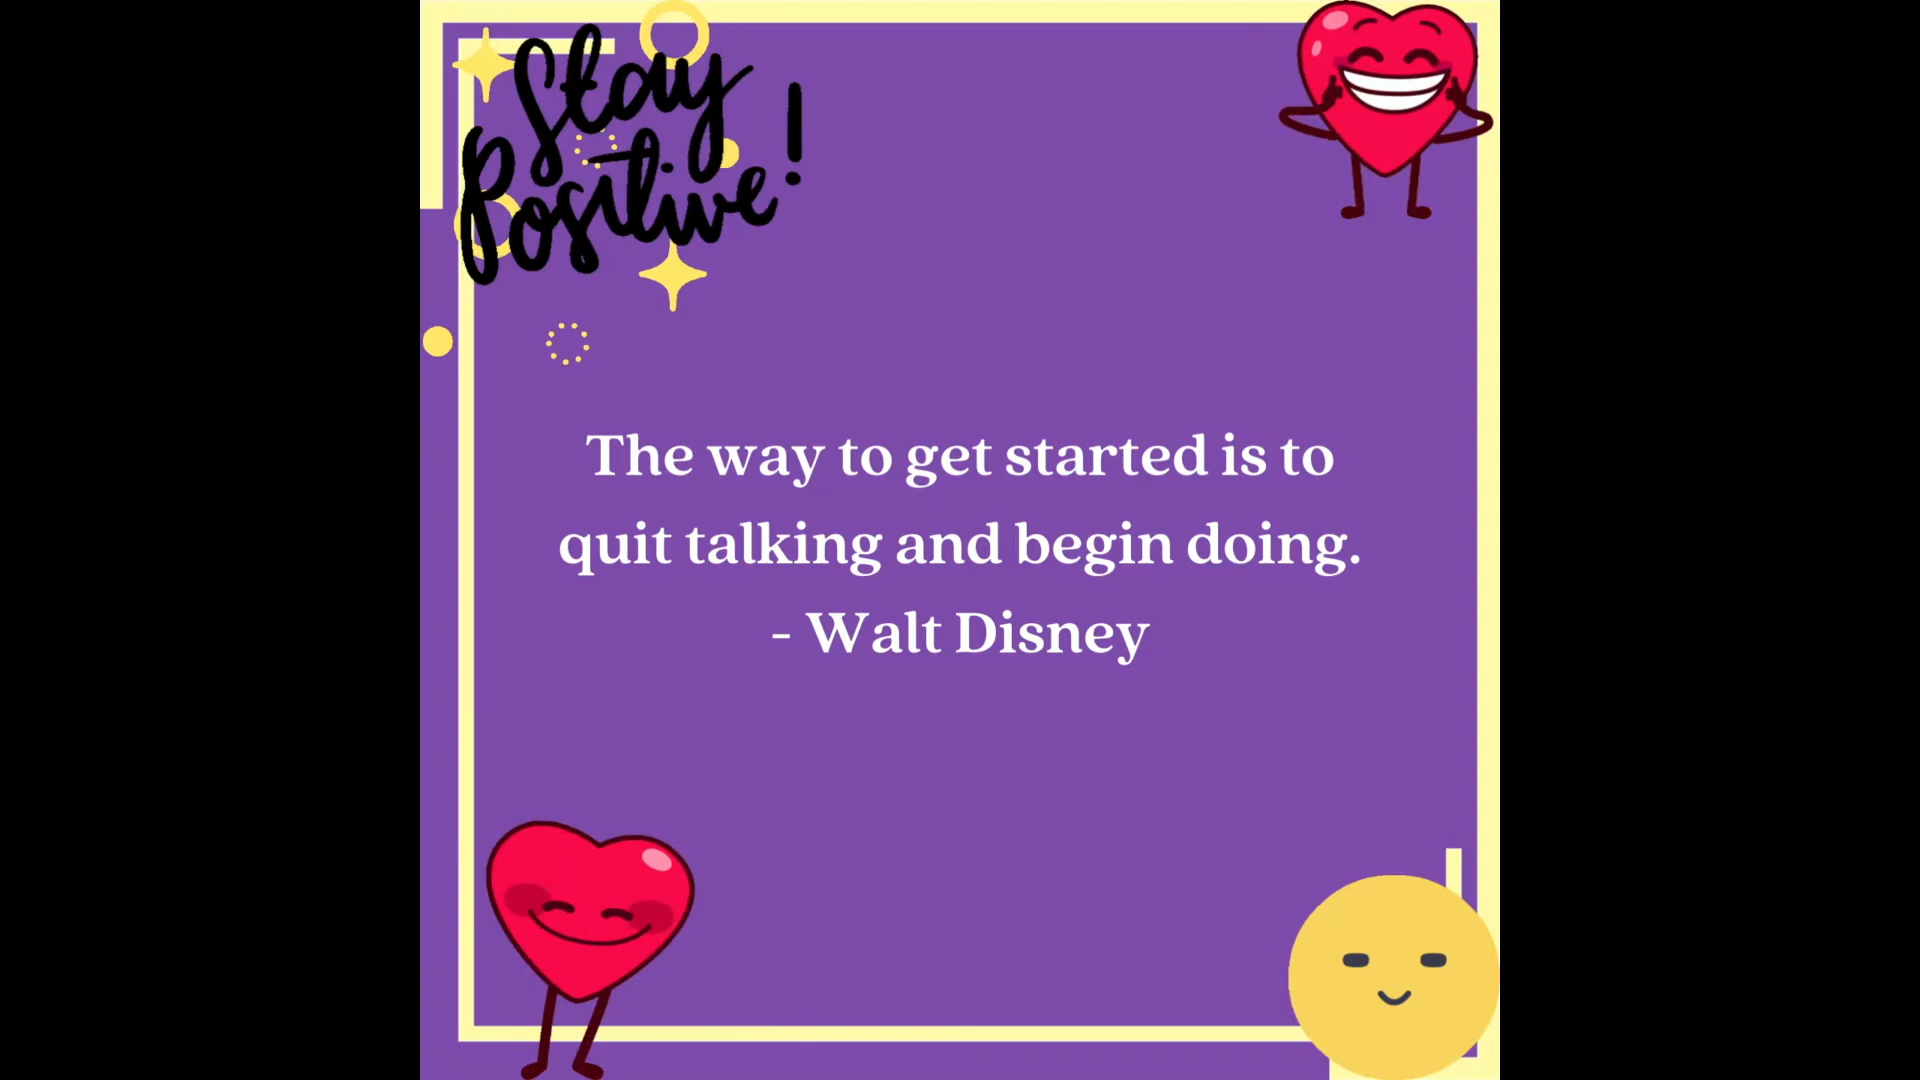 Stay
Positive!
The way to get started is to
quit talking and begin doing.
- Walt Disney